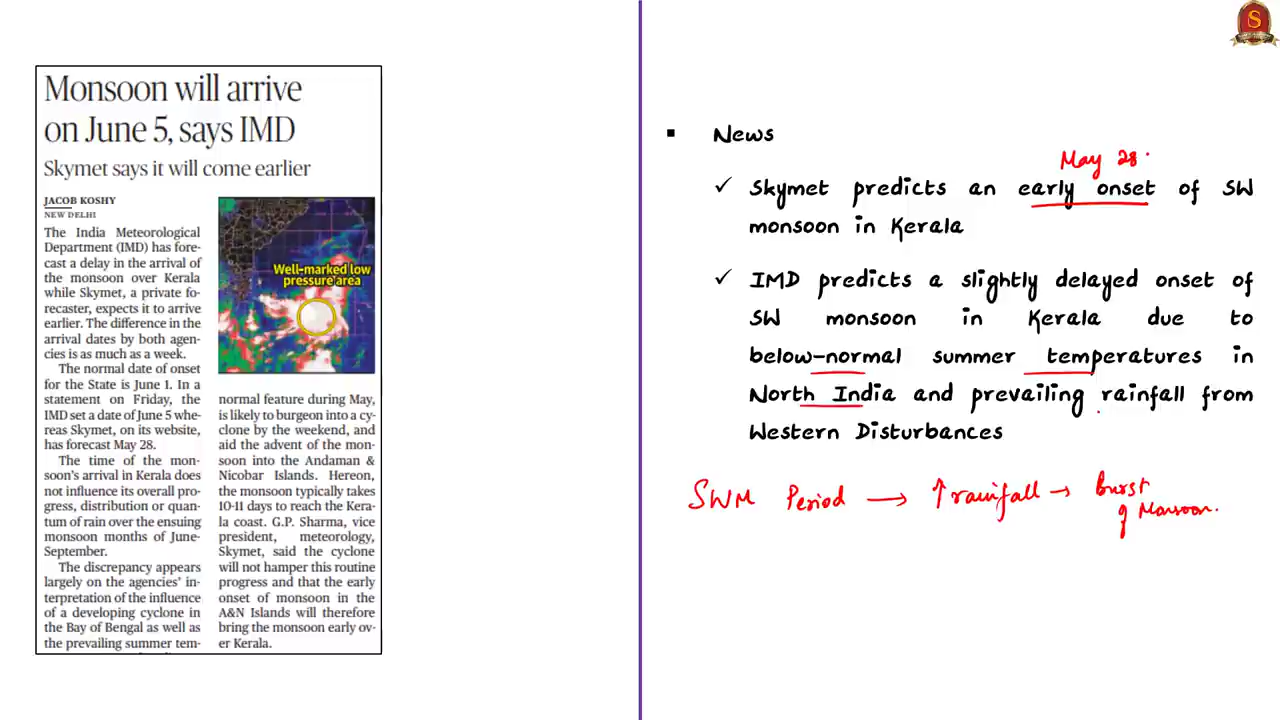 Monsoon will arrive
on June 5, says IMD
Skymet says it will come earlier
JACOB KOSHY
NEW DELHI
The India Meteorological
Department (IMD) has fore-
cast a delay in the arrival of
the monsoon over Kerala
while Skymet, a private fo-
recaster, expects it to arrive
earlier. The difference in the
arrival dates by both agen-
cies is as much as a week.
The normal date of onset
for the State is June 1. In a
statement on Friday, the
IMD set a date of June 5 whe-
reas Skymet, on its website,
has forecast May 28.
The time of the mon-
soon's arrival in Kerala does
not influence its overall pro-
gress, distribution or quan-
tum of rain over the ensuing
monsoon months of June-
September.
The discrepancy appears
largely on the agencies' in-
terpretation of the influence
of a developing cyclone in
the Bay of Bengal as well as
the prevailing summer tem-
Well-marked low
pressure area
normal feature during May,
is likely to burgeon into a cy-
clone by the weekend, and
aid the advent of the mon-
soon into the Andaman &
Nicobar Islands. Hereon,
the monsoon typically takes
10-11 days to reach the Kera-
la coast. G.P. Sharma, vice
president, meteorology,
Skymet, said the cyclone
will not hamper this routine
progress and that the early
onset of monsoon in the
A&N Islands will therefore
bring the monsoon early ov-
er Kerala.
S
▪ News
May 28.
✓ Skymet predicts an early onset of SW
monsoon in Kerala
✓ IMD predicts a slightly delayed onset of
SW monsoon in Kerala due to
below-normal summer temperatures in
North India and prevailing rainfall from
Western Disturbances
SWM Period → ↑ rainfall → Burst
of Monsoon.